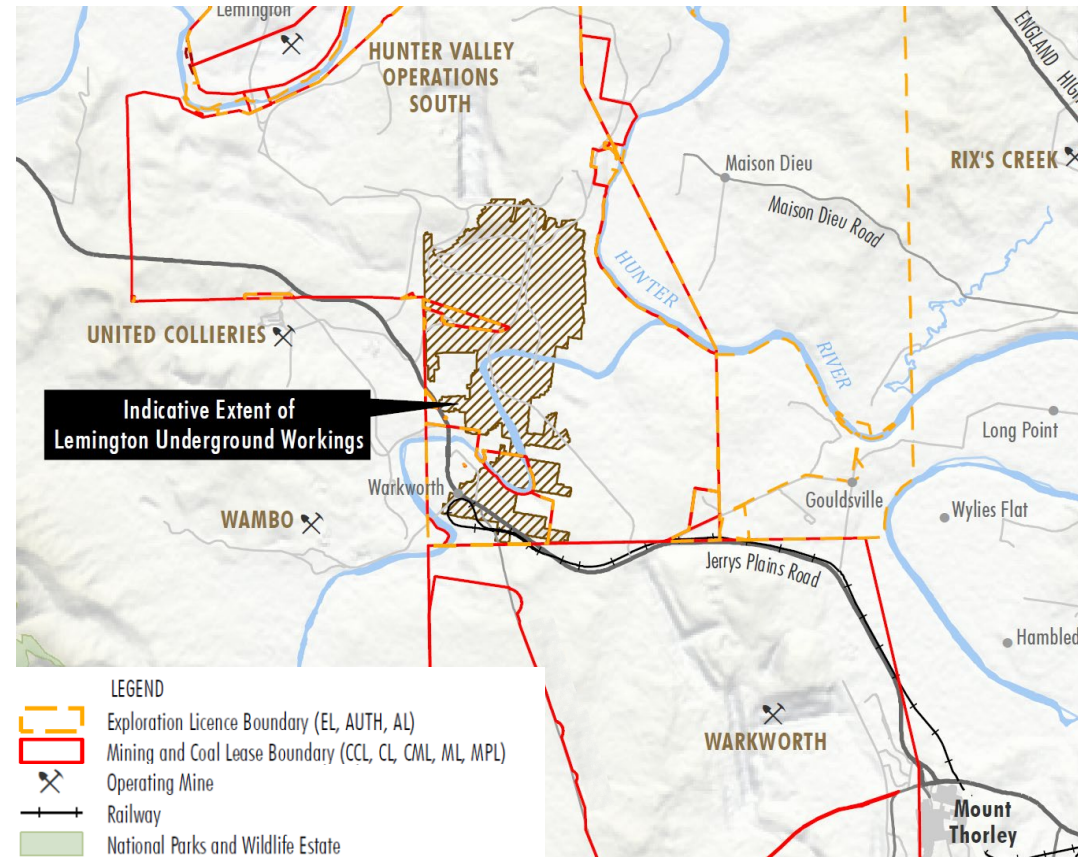 Lemington
HUNTER VALLEY
OPERATIONS
SOUTH
ENGLAND HIGH
RIX'S CREEK
Maison Dieu
Maison Dieu Road
HUNTER
RIVER
UNITED COLLIERIES
Indicative Extent of
Lemington Underground Workings
Long Point
Warkworth
Gouldsville
WAMBO
Wylies Flat
Jerrys Plains Road
Hambled
WARKWORTH
Mount
Thorley
LEGEND
Exploration Licence Boundary (EL, AUTH, AL)
Mining and Coal Lease Boundary (CCL, CL, CML, ML, MPL)
Operating Mine
Railway
National Parks and Wildlife Estate